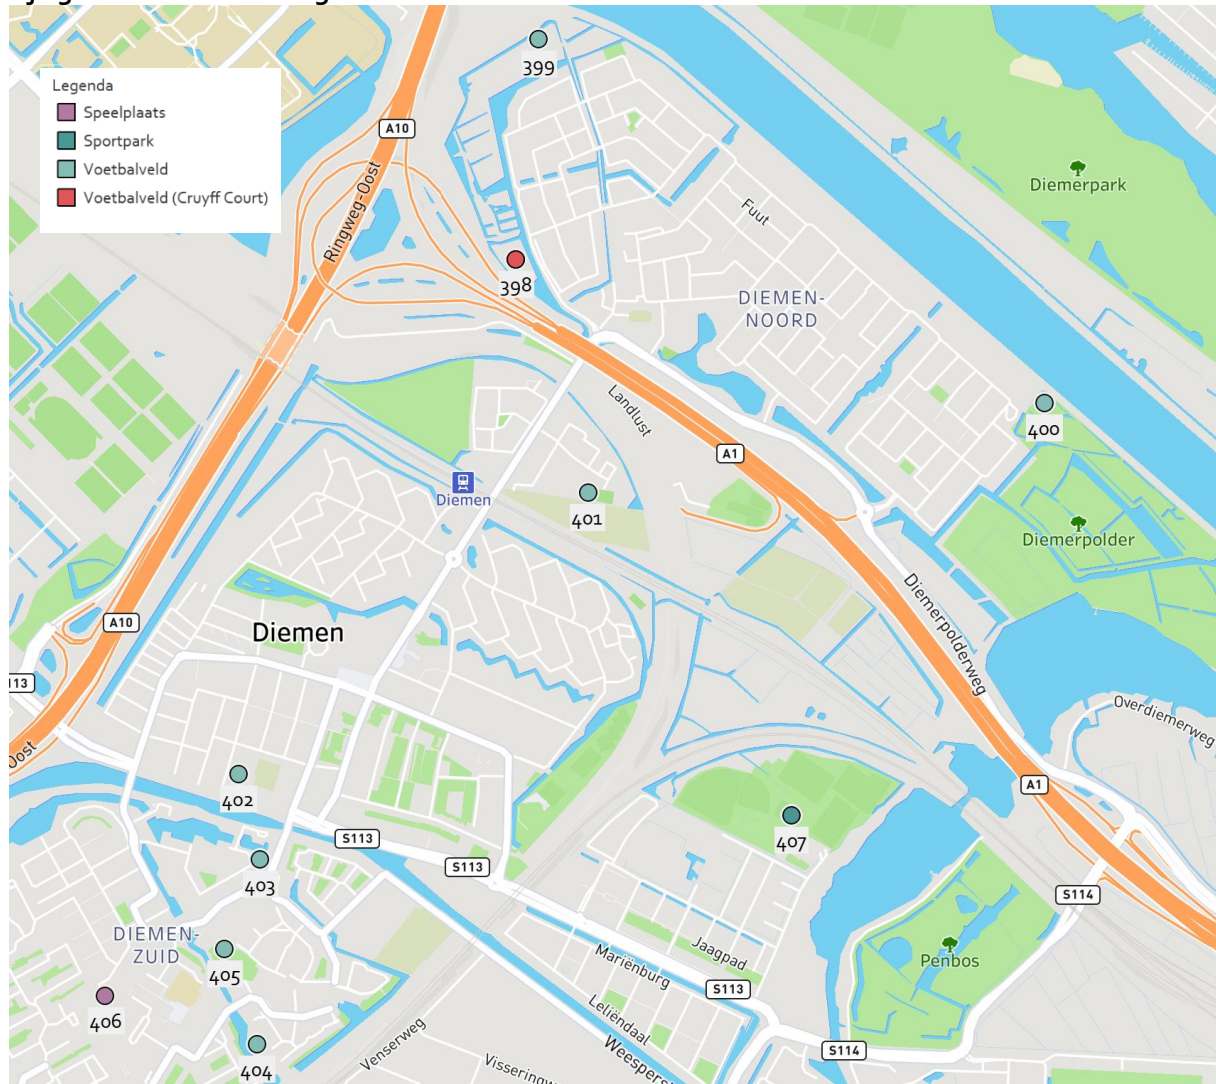 399
Legenda
Speelplaats
Sportpark
Voetbalveld
Voetbalveld (Cruyff Court)
A10
Ringweg-Oost
Diemerpark
Fuut
398
DIEMEN-
NOORD
Landlust
400
A1
Diemen
401
Diemerpolder
A10
Diemen
Diemerpolderweg
113
Overdiemerweg
Oost
A1
402
S113
407
S113
403
S114
DIEMEN-
ZUID
Jaagpad
405
Mariënburg
Penbos
S113
406
Leliëndaal
Venserweg
S114
404